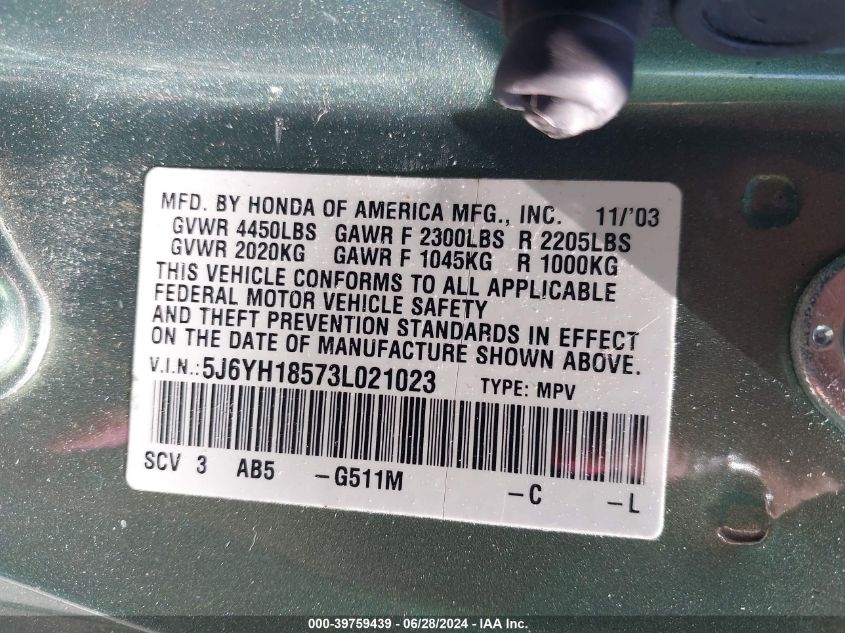 MFD. BY HONDA OF AMERICA MFG., INC. 11/'03
GVWR 4450LBS GAWR F 2300LBS R 2205LBS
GVWR 2020KG GAWR F 1045KG R 1000KG
THIS VEHICLE CONFORMS TO ALL APPLICABLE
FEDERAL MOTOR VEHICLE SAFETY
AND THEFT PREVENTION STANDARDS IN EFFECT
ON THE DATE OF MANUFACTURE SHOWN ABOVE.
V.I.N.:5J6YH18573L021023 TYPE: MPV
SCV 3 AB5 -G511M -C -L
000-39759439 - 06/28/2024 - IAA Inc.